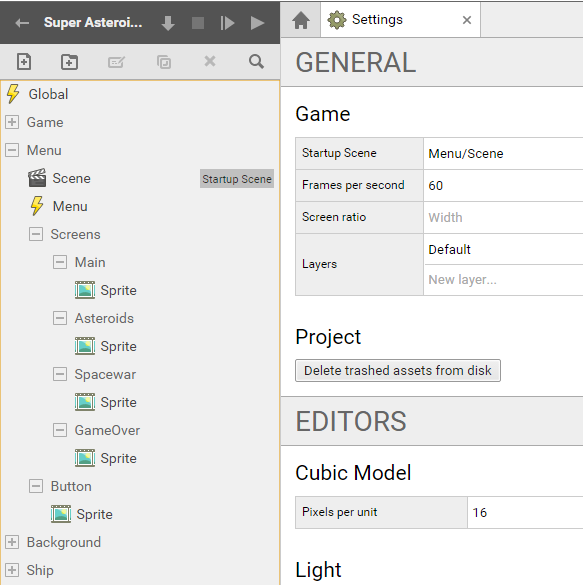 Super Asteroi...
Global
Game
Menu
Scene
Startup Scene
Menu
Screens
Main
Sprite
Asteroids
Sprite
Spacewar
Sprite
GameOver
Sprite
Button
Sprite
Background
Ship
Settings
GENERAL
Game
Startup Scene Menu/Scene
Frames per second 60
Screen ratio Width
Layers
Default
New layer...
Project
Delete trashed assets from disk
EDITORS
Cubic Model
Pixels per unit 16
Light